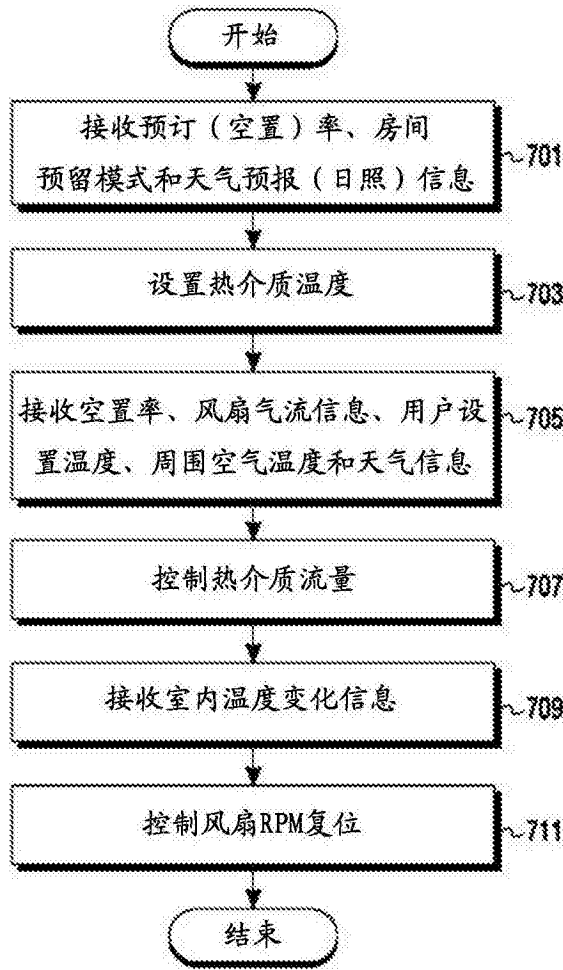 开始
接收预订（空置）率、房间
预留模式和天气预报（日照）信息
701
设置热介质温度
703
接收空置率、风扇气流信息、用户设
置温度、周围空气温度和天气信息
705
控制热介质流量
707
接收室内温度变化信息
709
控制风扇RPM复位
711
结束